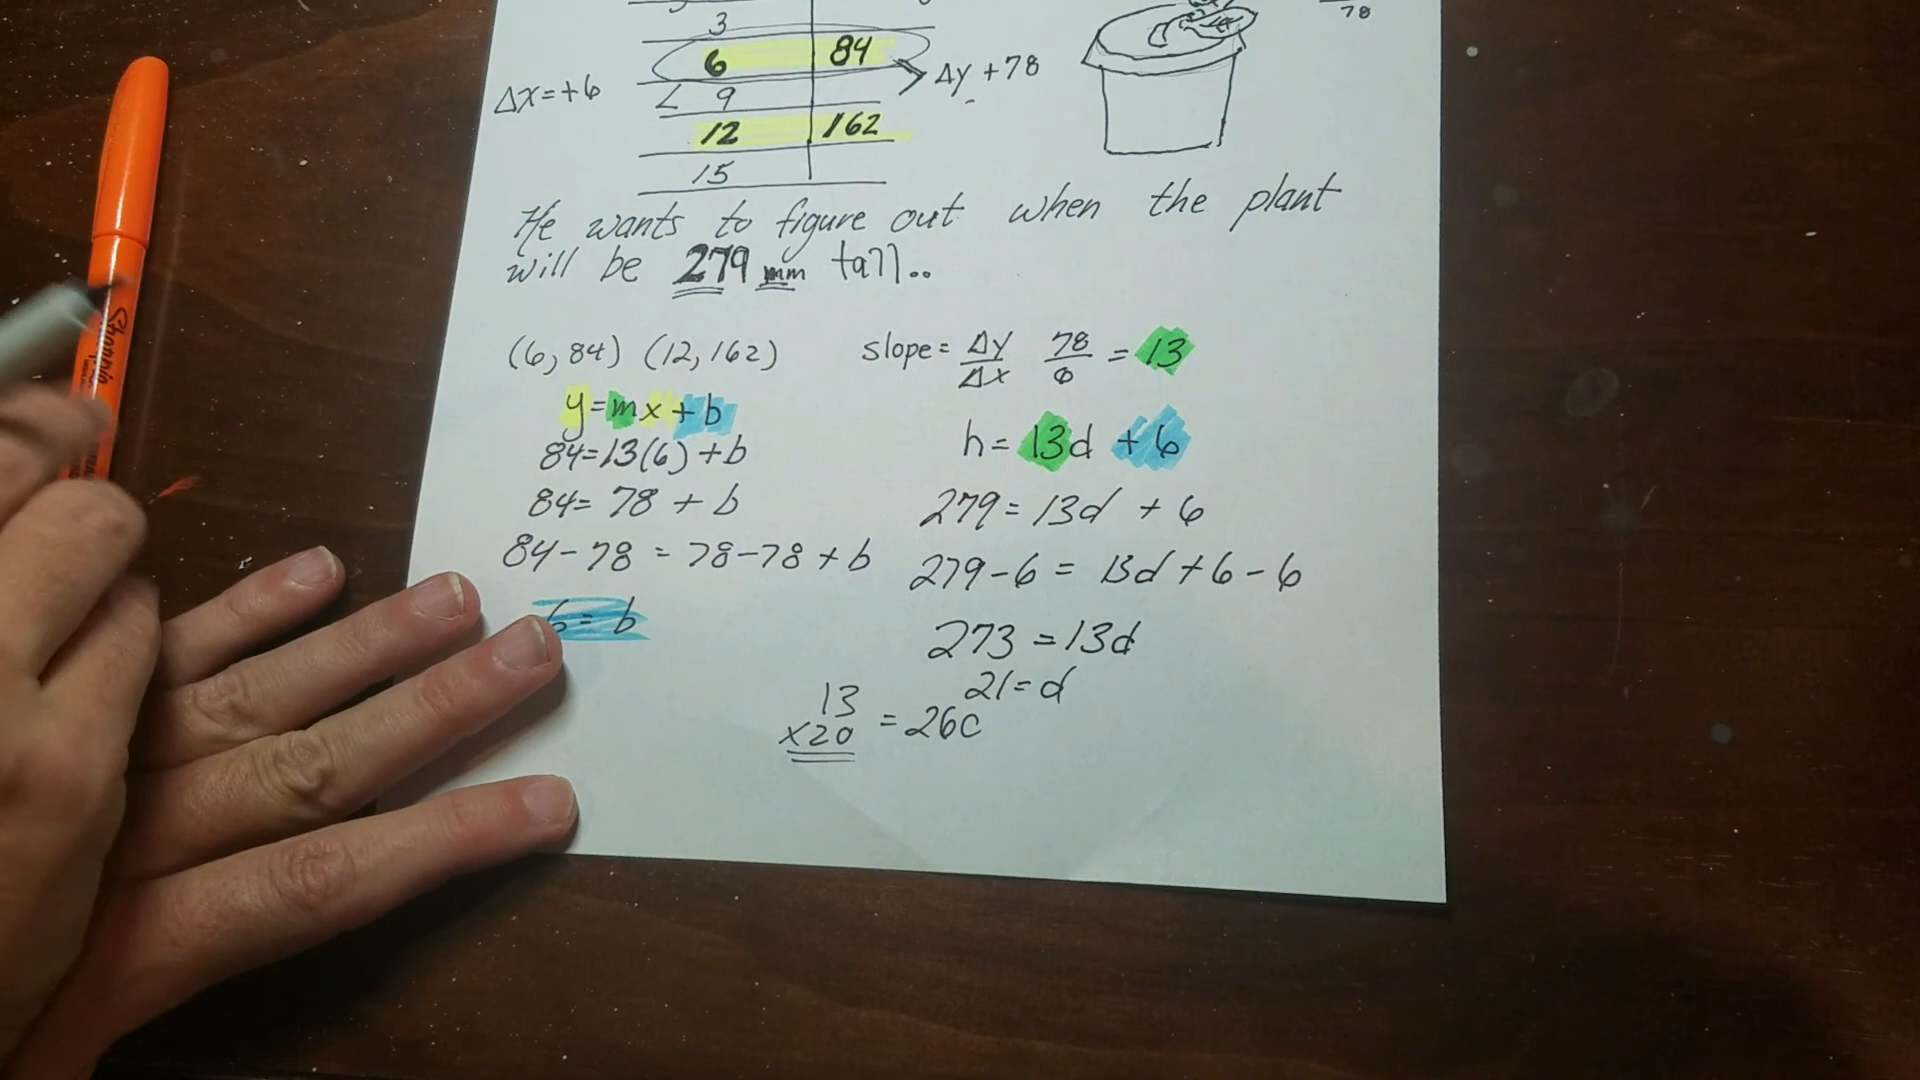 78
3
6 84
Δy +78
Δx=+6
9
12 162
15
He wants to figure out when the plant
will be 279 mm tall..
(6, 84) (12, 162)
slope = Δy/Δx 78/6 = 13
y=mx+b
84=13(6)+b
84= 78 + b
84-78 = 78-78+b
6 = b
h= 13d +6
279= 13d + 6
279-6 = 13d+6-6
273 =13d
21=d
13
x20 = 260
Sharpie